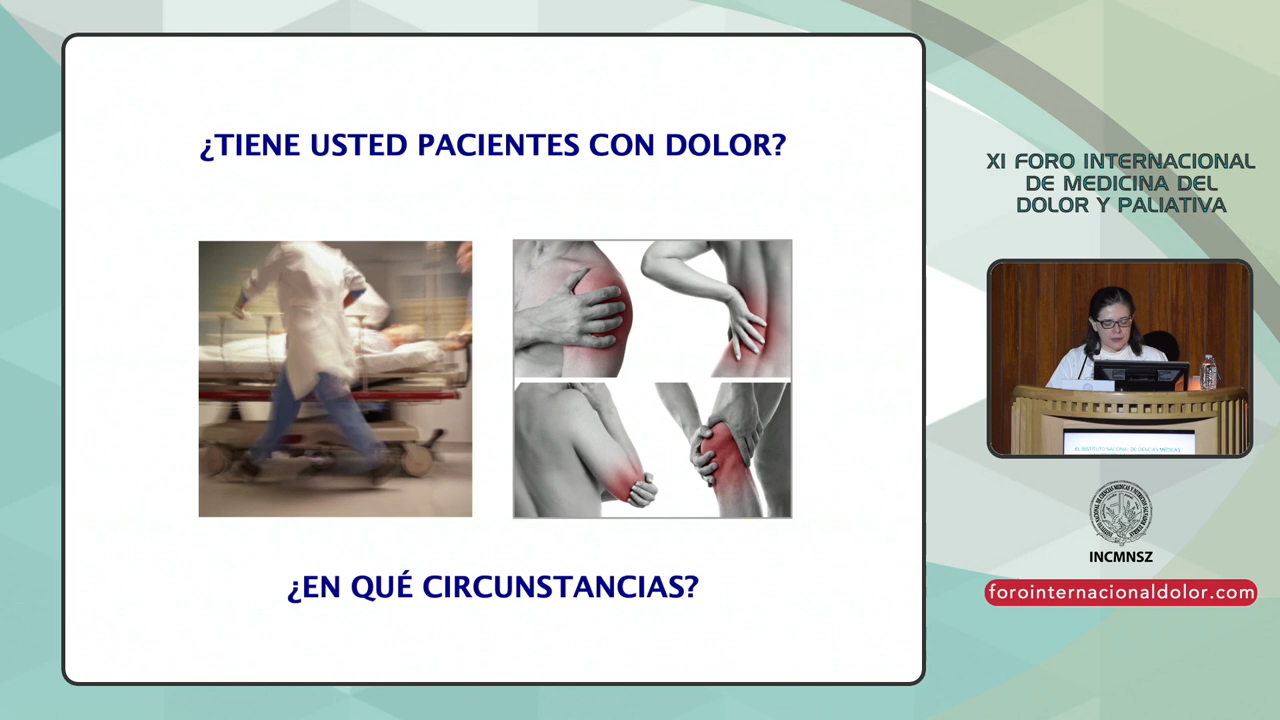 ¿TIENE USTED PACIENTES CON DOLOR?
¿EN QUÉ CIRCUNSTANCIAS?
XI FORO INTERNACIONAL
DE MEDICINA DEL
DOLOR Y PALIATIVA
INCMNSZ
forointernacionaldolor.com